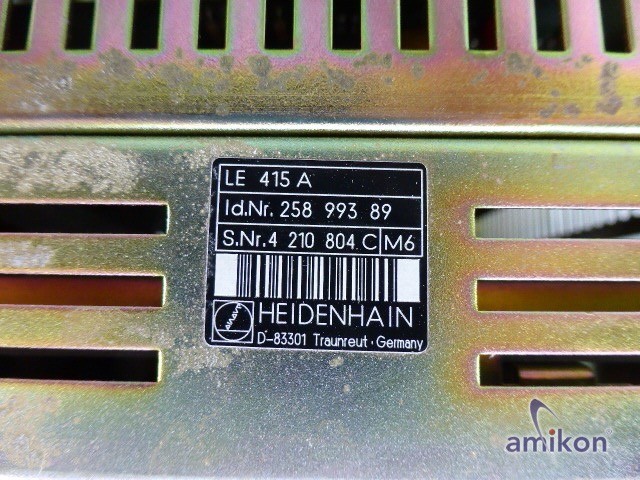 LE 415 A
Id.Nr. 258 993 89
S.Nr.4 210 804 C M6
HEIDENHAIN
D-83301 Traunreut · Germany
amikon